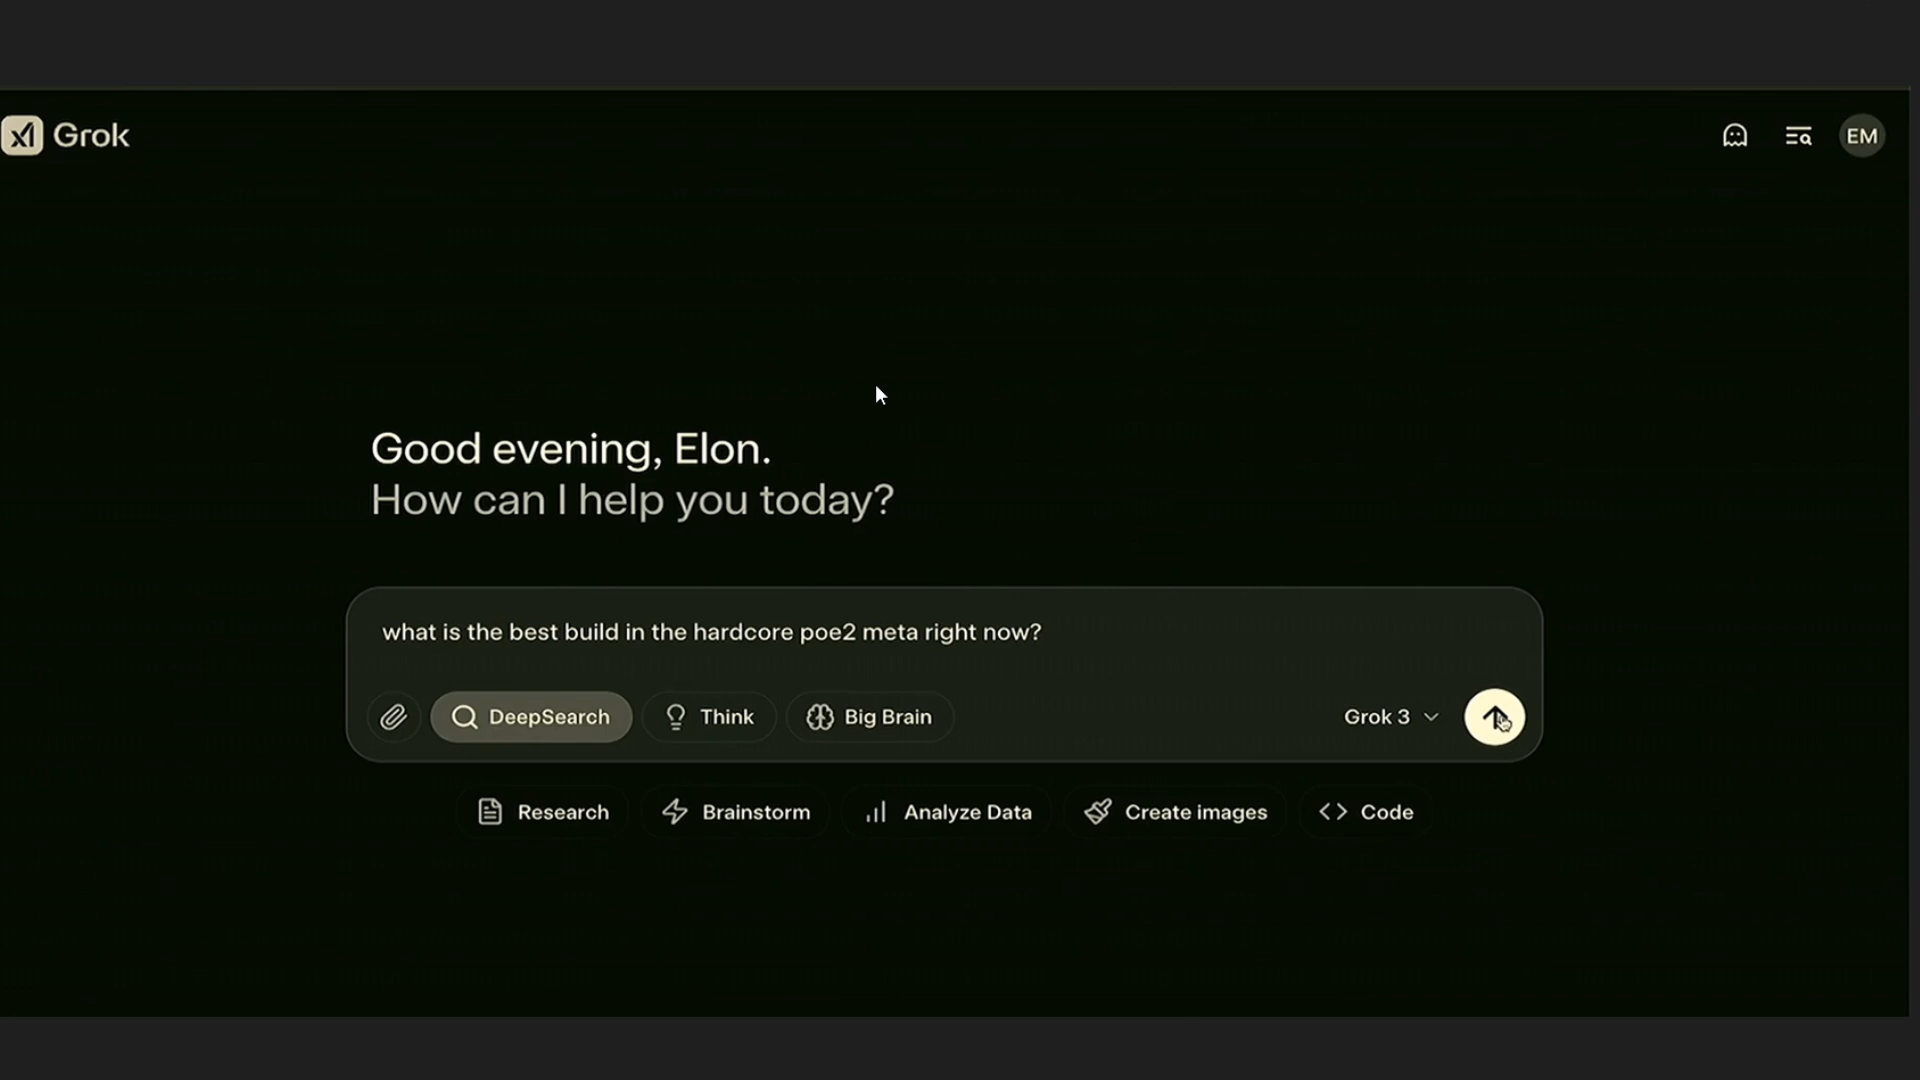 Grok
EM
Good evening, Elon.
How can I help you today?
what is the best build in the hardcore poe2 meta right now?
DeepSearch
Think
Big Brain
Grok 3
Research
Brainstorm
Analyze Data
Create images
Code